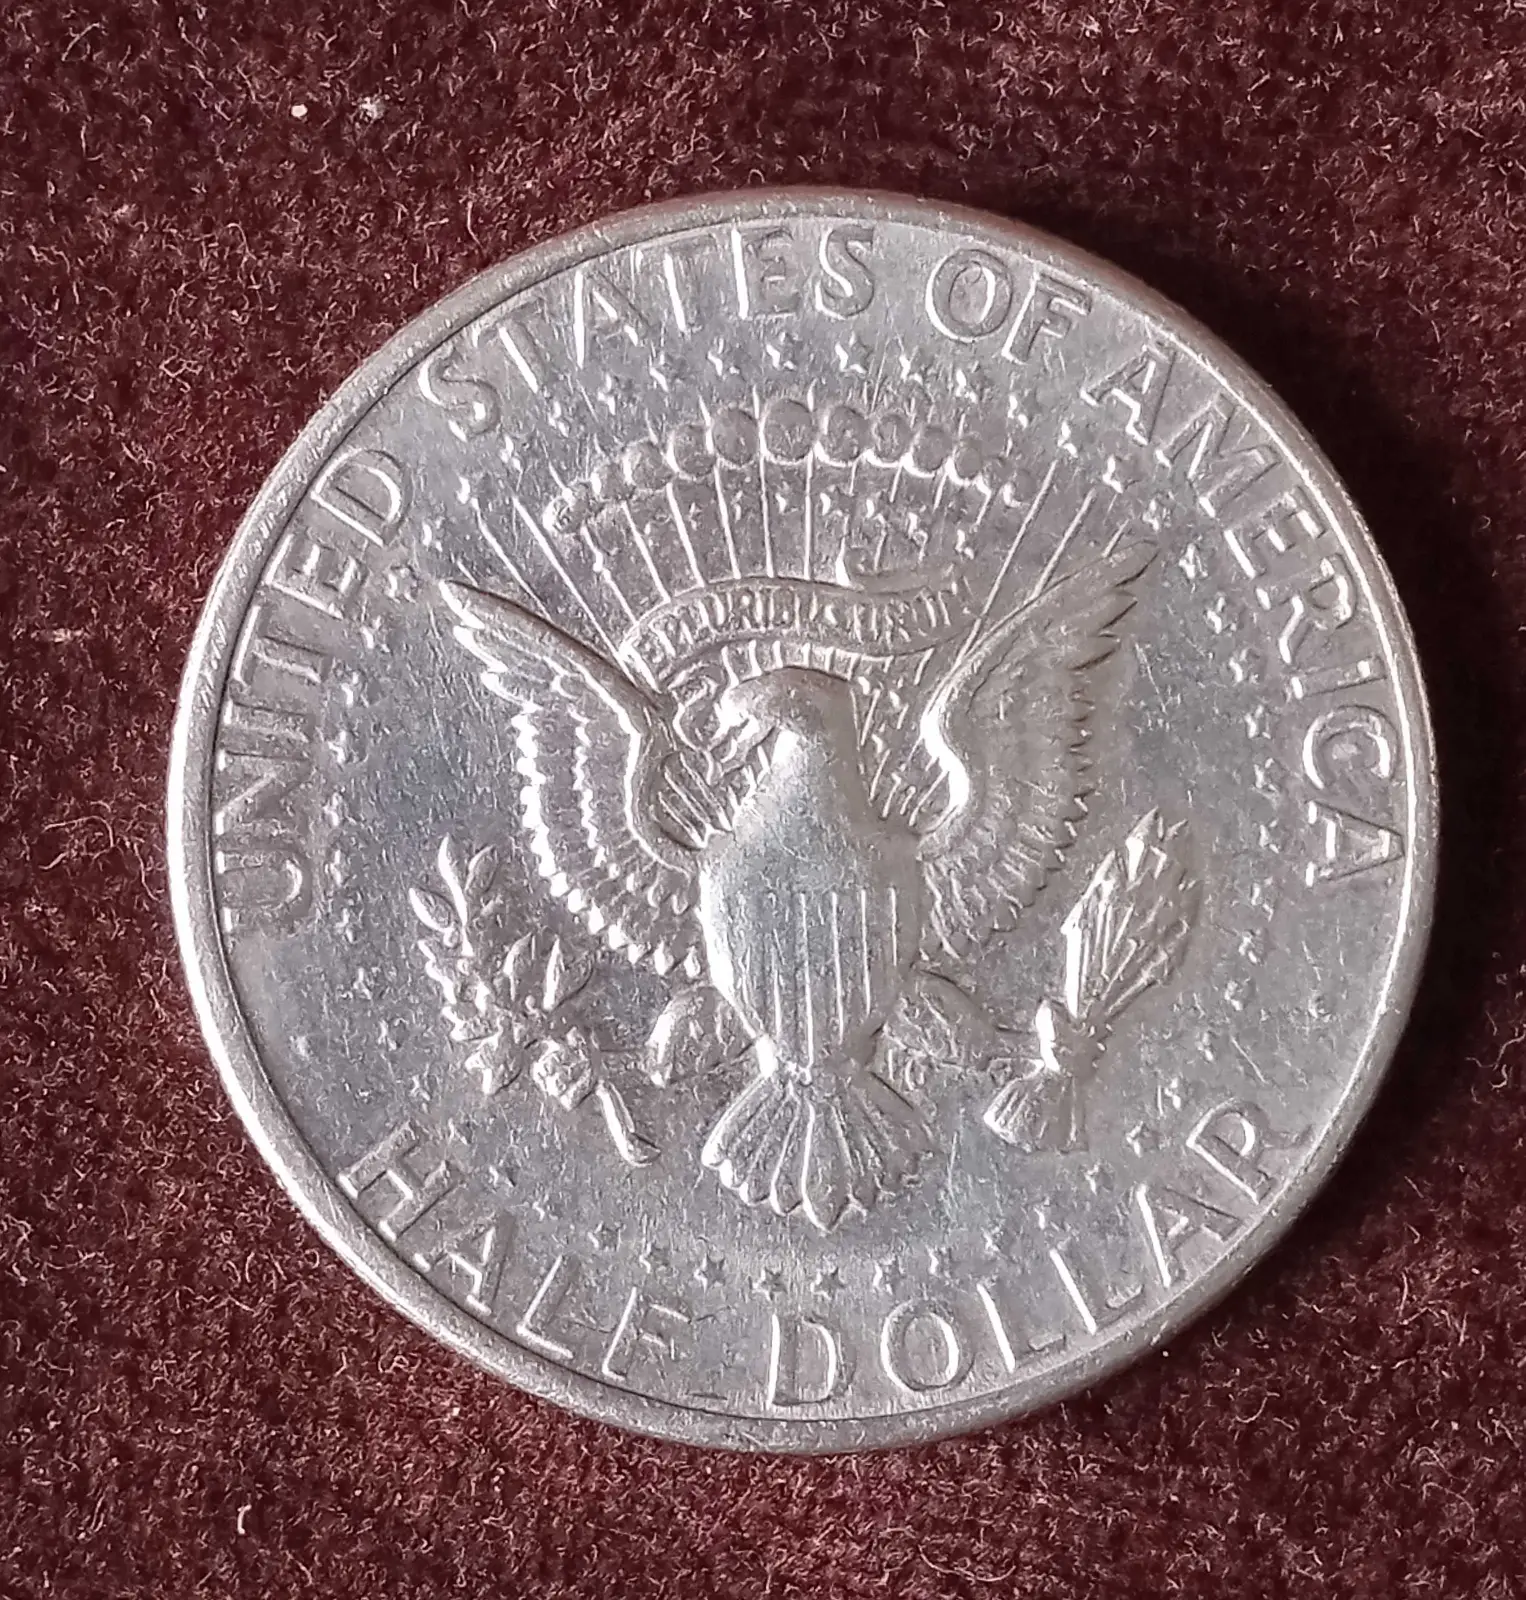 UNITED STATES OF AMERICA
E PLURIBUS UNUM
HALF DOLLAR